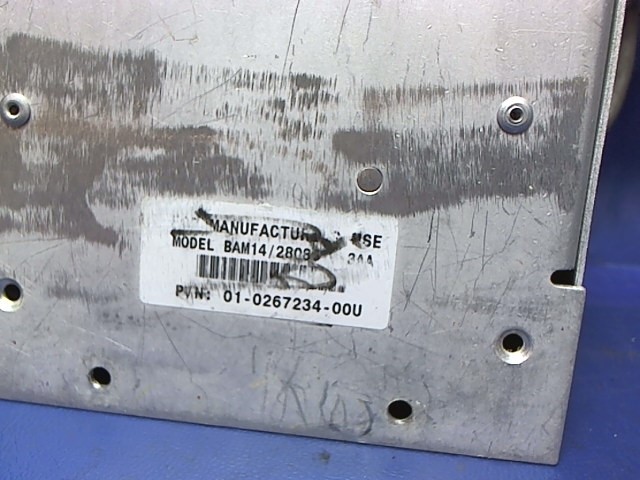 MANUFACTUR
MODEL BAM14/2808
P/N: 01-0267234-00U